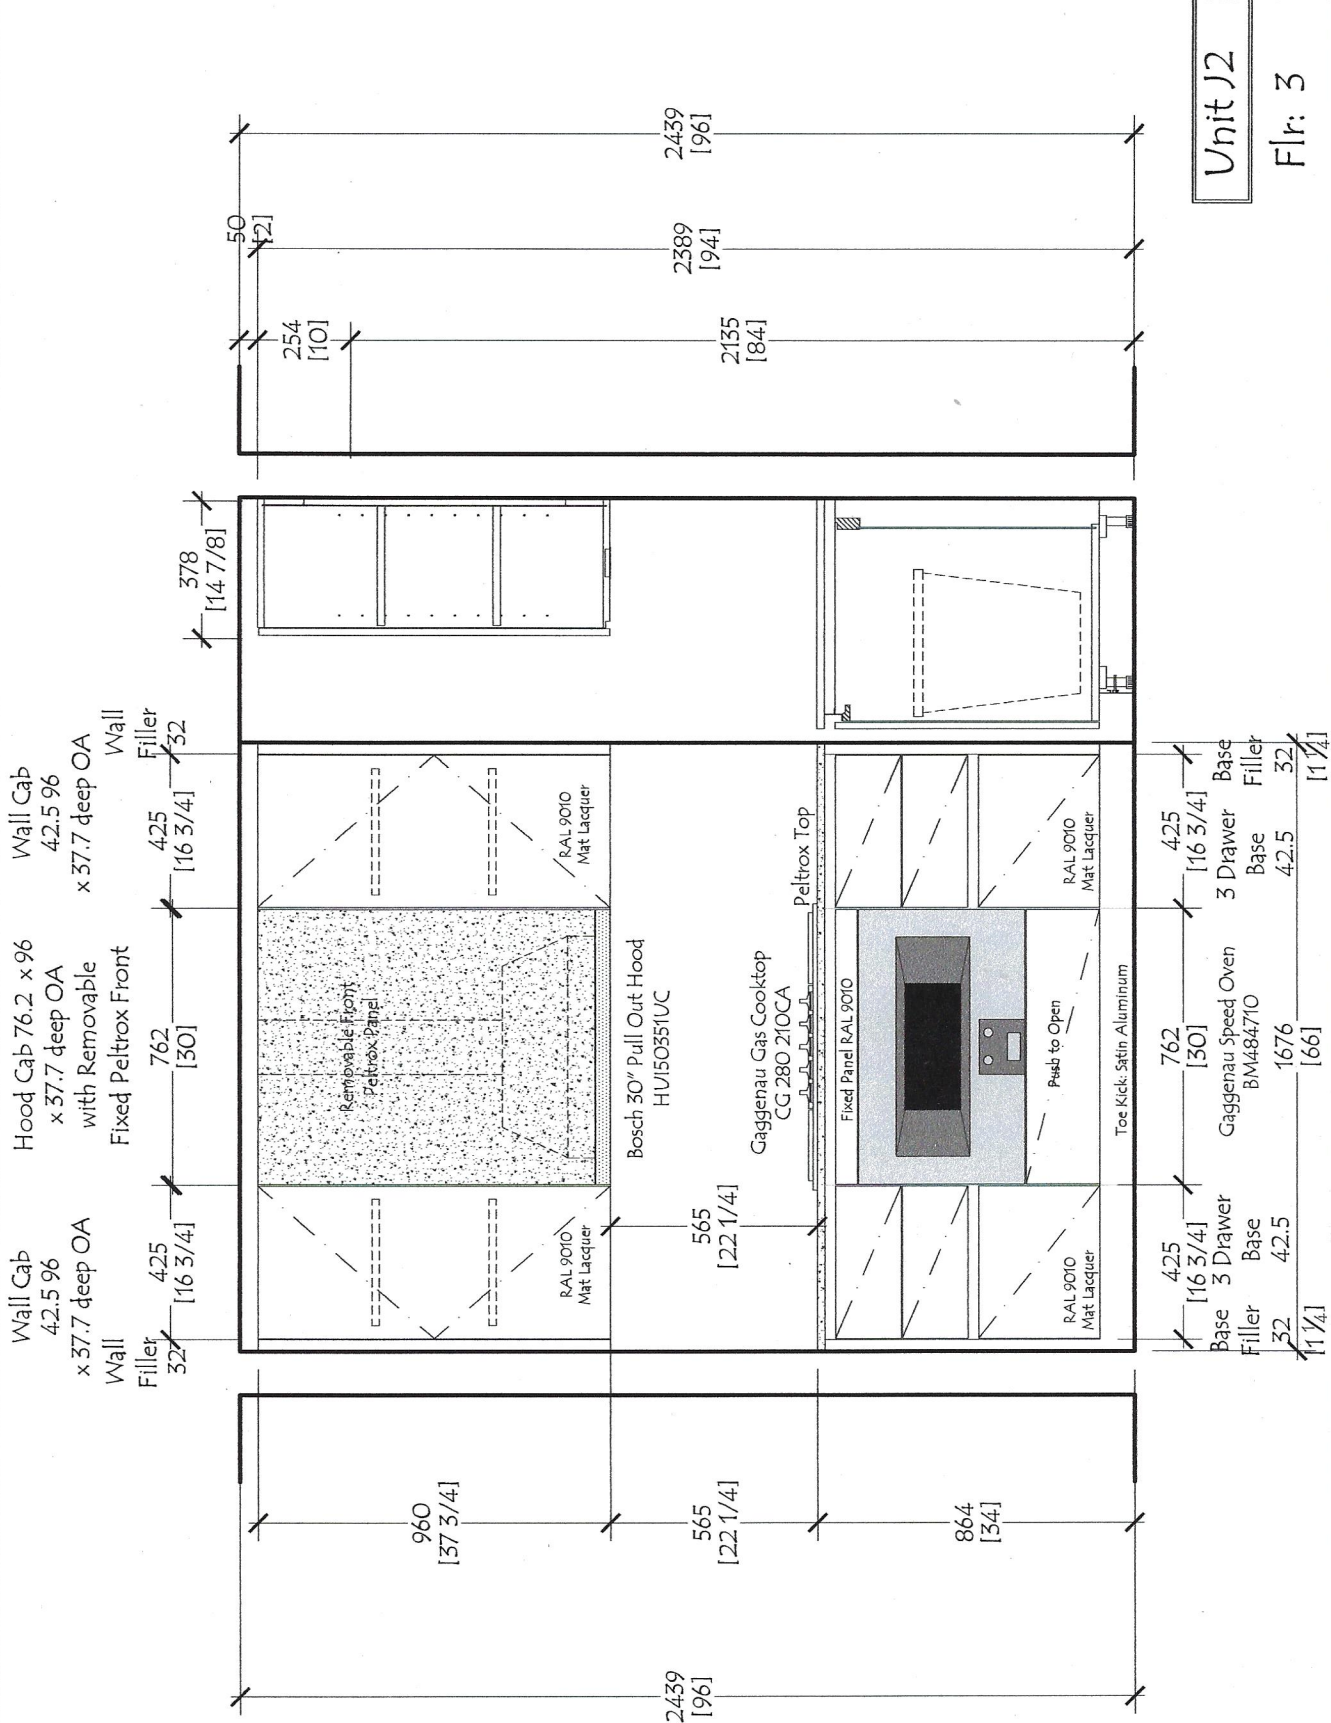 Wall Cab
42.5 96
x 37.7 deep OA
Wall
Filler
32
425
[16 3/4]
Hood Cab 76.2 x 96
x 37.7 deep OA
with Removable
Fixed Peltrox Front
762
[30]
Wall Cab
42.5 96
x 37.7 deep OA
425
[16 3/4]
Wall
Filler
32
378
[14 7/8]
50
[2]
254
[10]
2135
[84]
2389
[94]
2439
[96]
2439
[96]
960
[37 3/4]
565
[22 1/4]
864
[34]
Removable Front
Peltrox Panel
RAL 9010
Mat Lacquer
RAL 9010
Mat Lacquer
Bosch 30" Pull Out Hood
HUI50351UC
565
[22 1/4]
Gaggenau Gas Cooktop
CG 280 210CA
Peltrox Top
Fixed Panel RAL 9010
Push to Open
RAL 9010
Mat Lacquer
RAL 9010
Mat Lacquer
Toe Kick: Satin Aluminum
425
[16 3/4]
762
[30]
425
[16 3/4]
Base
Filler
32
[1 1/4]
3 Drawer
Base
42.5
Gaggenau Speed Oven
BM484710
1676
[66]
3 Drawer
Base
42.5
Base
Filler
32
[1 1/4]
Unit J2
Flr: 3